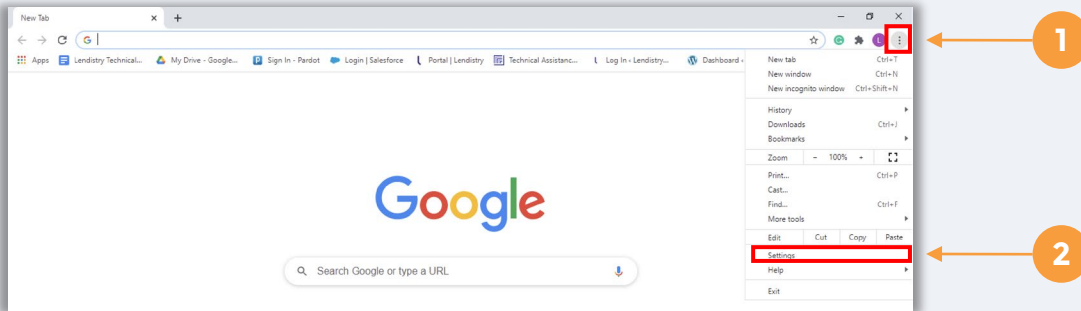 New Tab
Apps Lendistry Technical... My Drive - Google... Sign In - Pardot Login | Salesforce Portal | Lendistry Technical Assistanc... Log In ‹ Lendistry... Dashboard ‹
1
New tab Ctrl+T
New window Ctrl+N
New incognito window Ctrl+Shift+N
History
Downloads Ctrl+J
Bookmarks
Zoom - 100% +
Print... Ctrl+P
Cast...
Find... Ctrl+F
More tools
Edit Cut Copy Paste
Settings
Help
Exit
2
Google
Search Google or type a URL